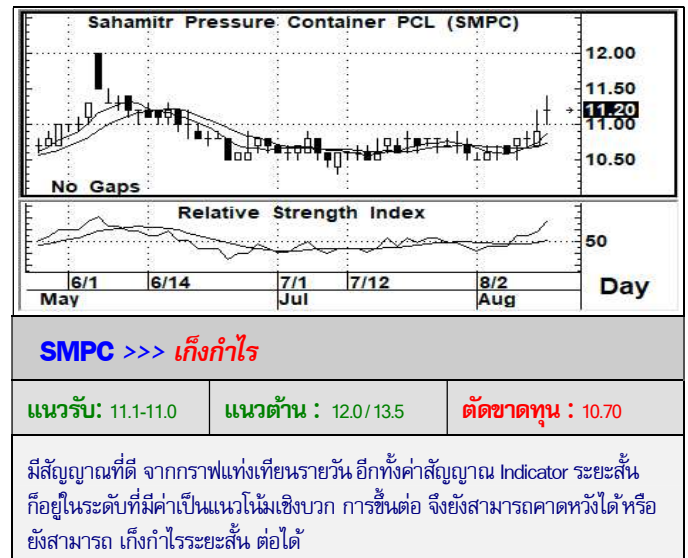 Sahamitr Pressure Container PCL (SMPC)
12.00
11.50
11.20
11.00
10.50
No Gaps
Relative Strength Index
50
6/1 6/14 7/1 7/12 8/2
May Jul Aug
Day
SMPC >>> เก็งกำไร
แนวรับ: 11.1-11.0 แนวต้าน : 12.0/13.5 ตัดขาดทุน : 10.70
มีสัญญาณที่ดี จากกราฟแท่งเทียนรายวัน อีกทั้งค่าสัญญาณ Indicator ระยะสั้น
ก็อยู่ในระดับที่มีค่าเป็นแนวโน้มเชิงบวก การขึ้นต่อ จึงยังสามารถคาดหวังได้ หรือ
ยังสามารถ เก็งกำไรระยะสั้น ต่อได้